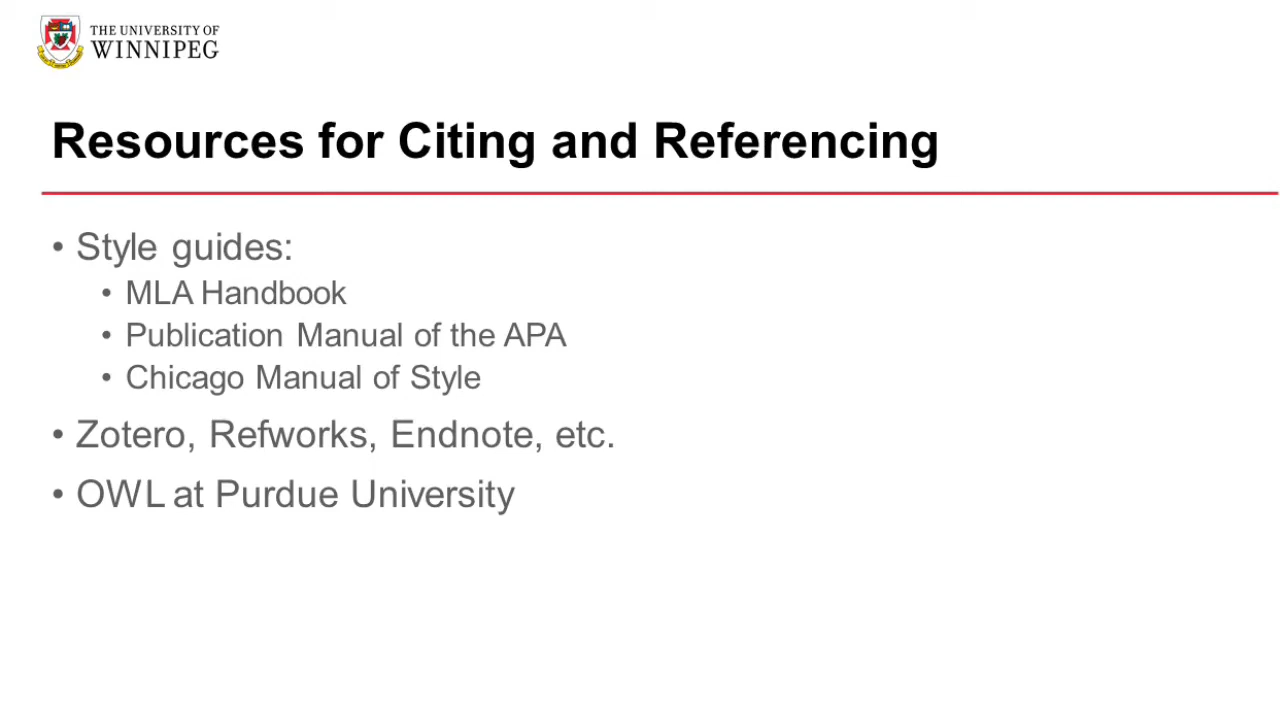 THE UNIVERSITY OF
WINNIPEG
Resources for Citing and Referencing
• Style guides:
• MLA Handbook
• Publication Manual of the APA
• Chicago Manual of Style
• Zotero, Refworks, Endnote, etc.
• OWL at Purdue University